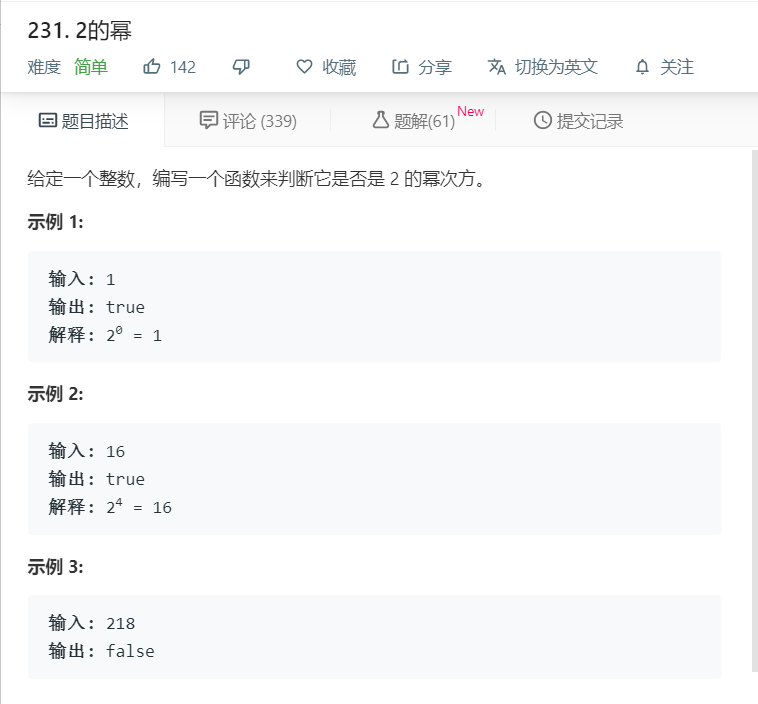 231. 2的幂
难度 简单 142 收藏 分享 切换为英文 关注
题目描述 评论 (339) 题解(61) New 提交记录
给定一个整数，编写一个函数来判断它是否是 2 的幂次方。
示例 1:
输入: 1
输出: true
解释: 2⁰ = 1
示例 2:
输入: 16
输出: true
解释: 2⁴ = 16
示例 3:
输入: 218
输出: false